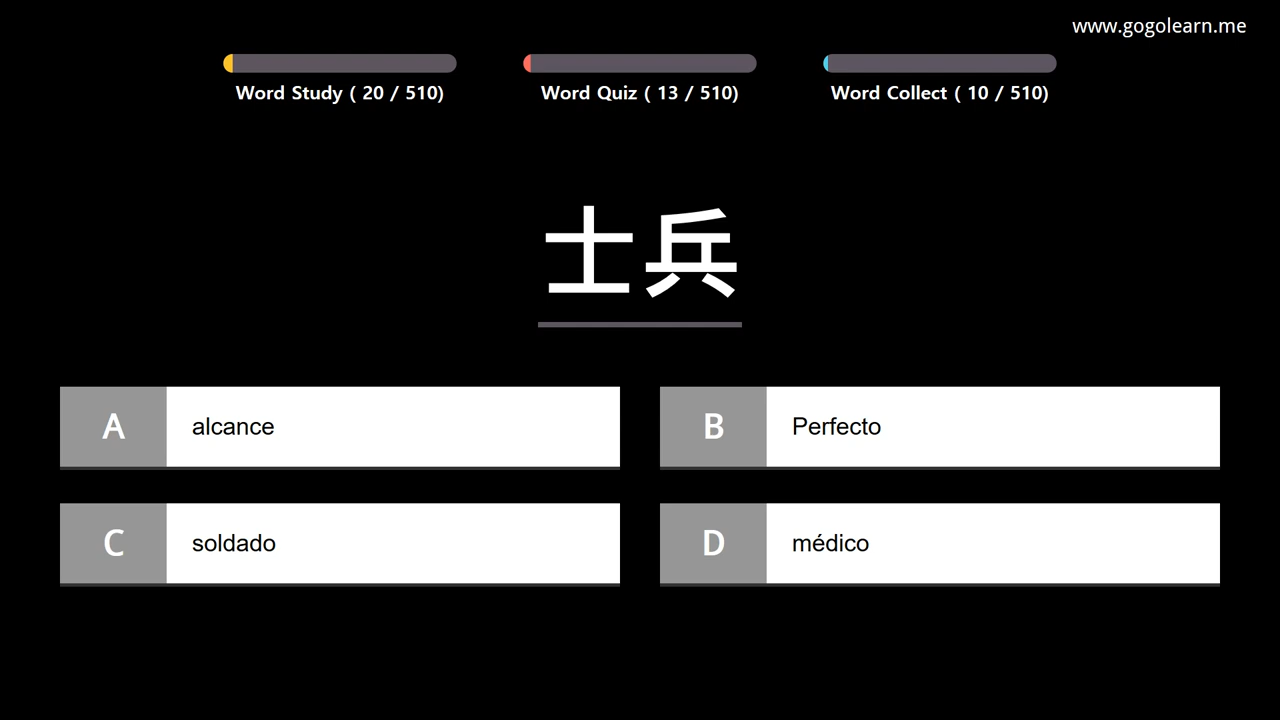 www.gogolearn.me
Word Study ( 20 / 510)
Word Quiz ( 13 / 510)
Word Collect ( 10 / 510)
士兵
A alcance
B Perfecto
C soldado
D médico